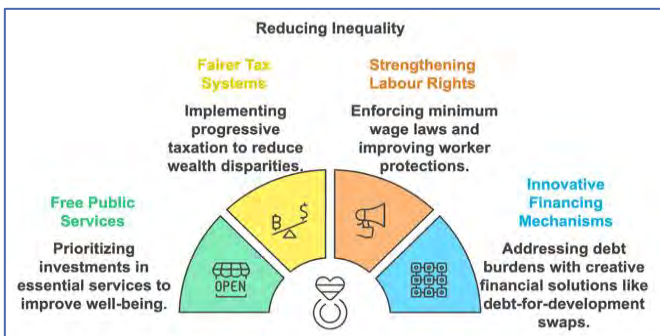 Reducing Inequality
Fairer Tax
Systems
Implementing
progressive
taxation to reduce
wealth disparities.
Strengthening
Labour Rights
Enforcing minimum
wage laws and
improving worker
protections.
Free Public
Services
Prioritizing
investments in
essential services to
improve well-being.
OPEN
B $
Innovative
Financing
Mechanisms
Addressing debt
burdens with creative
financial solutions like
debt-for-development
swaps.